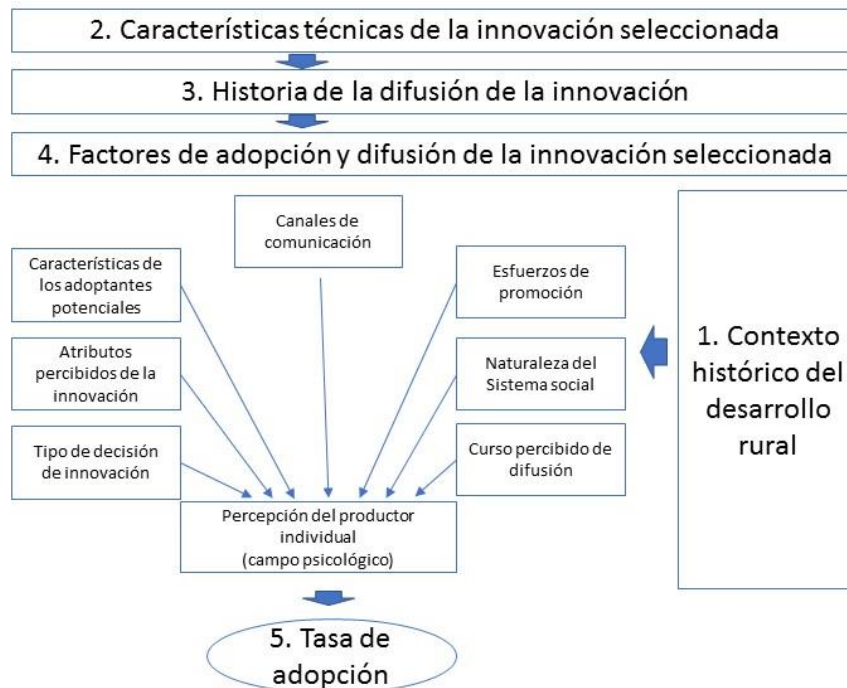 2. Características técnicas de la innovación seleccionada
3. Historia de la difusión de la innovación
4. Factores de adopción y difusión de la innovación seleccionada
Canales de
comunicación
Características de
los adoptantes
potenciales
Esfuerzos de
promoción
Atributos
percibidos de la
innovación
Naturaleza del
Sistema social
Tipo de decisión
de innovación
Curso percibido de
difusión
1. Contexto
histórico del
desarrollo
rural
Percepción del productor
individual
(campo psicológico)
5. Tasa de
adopción